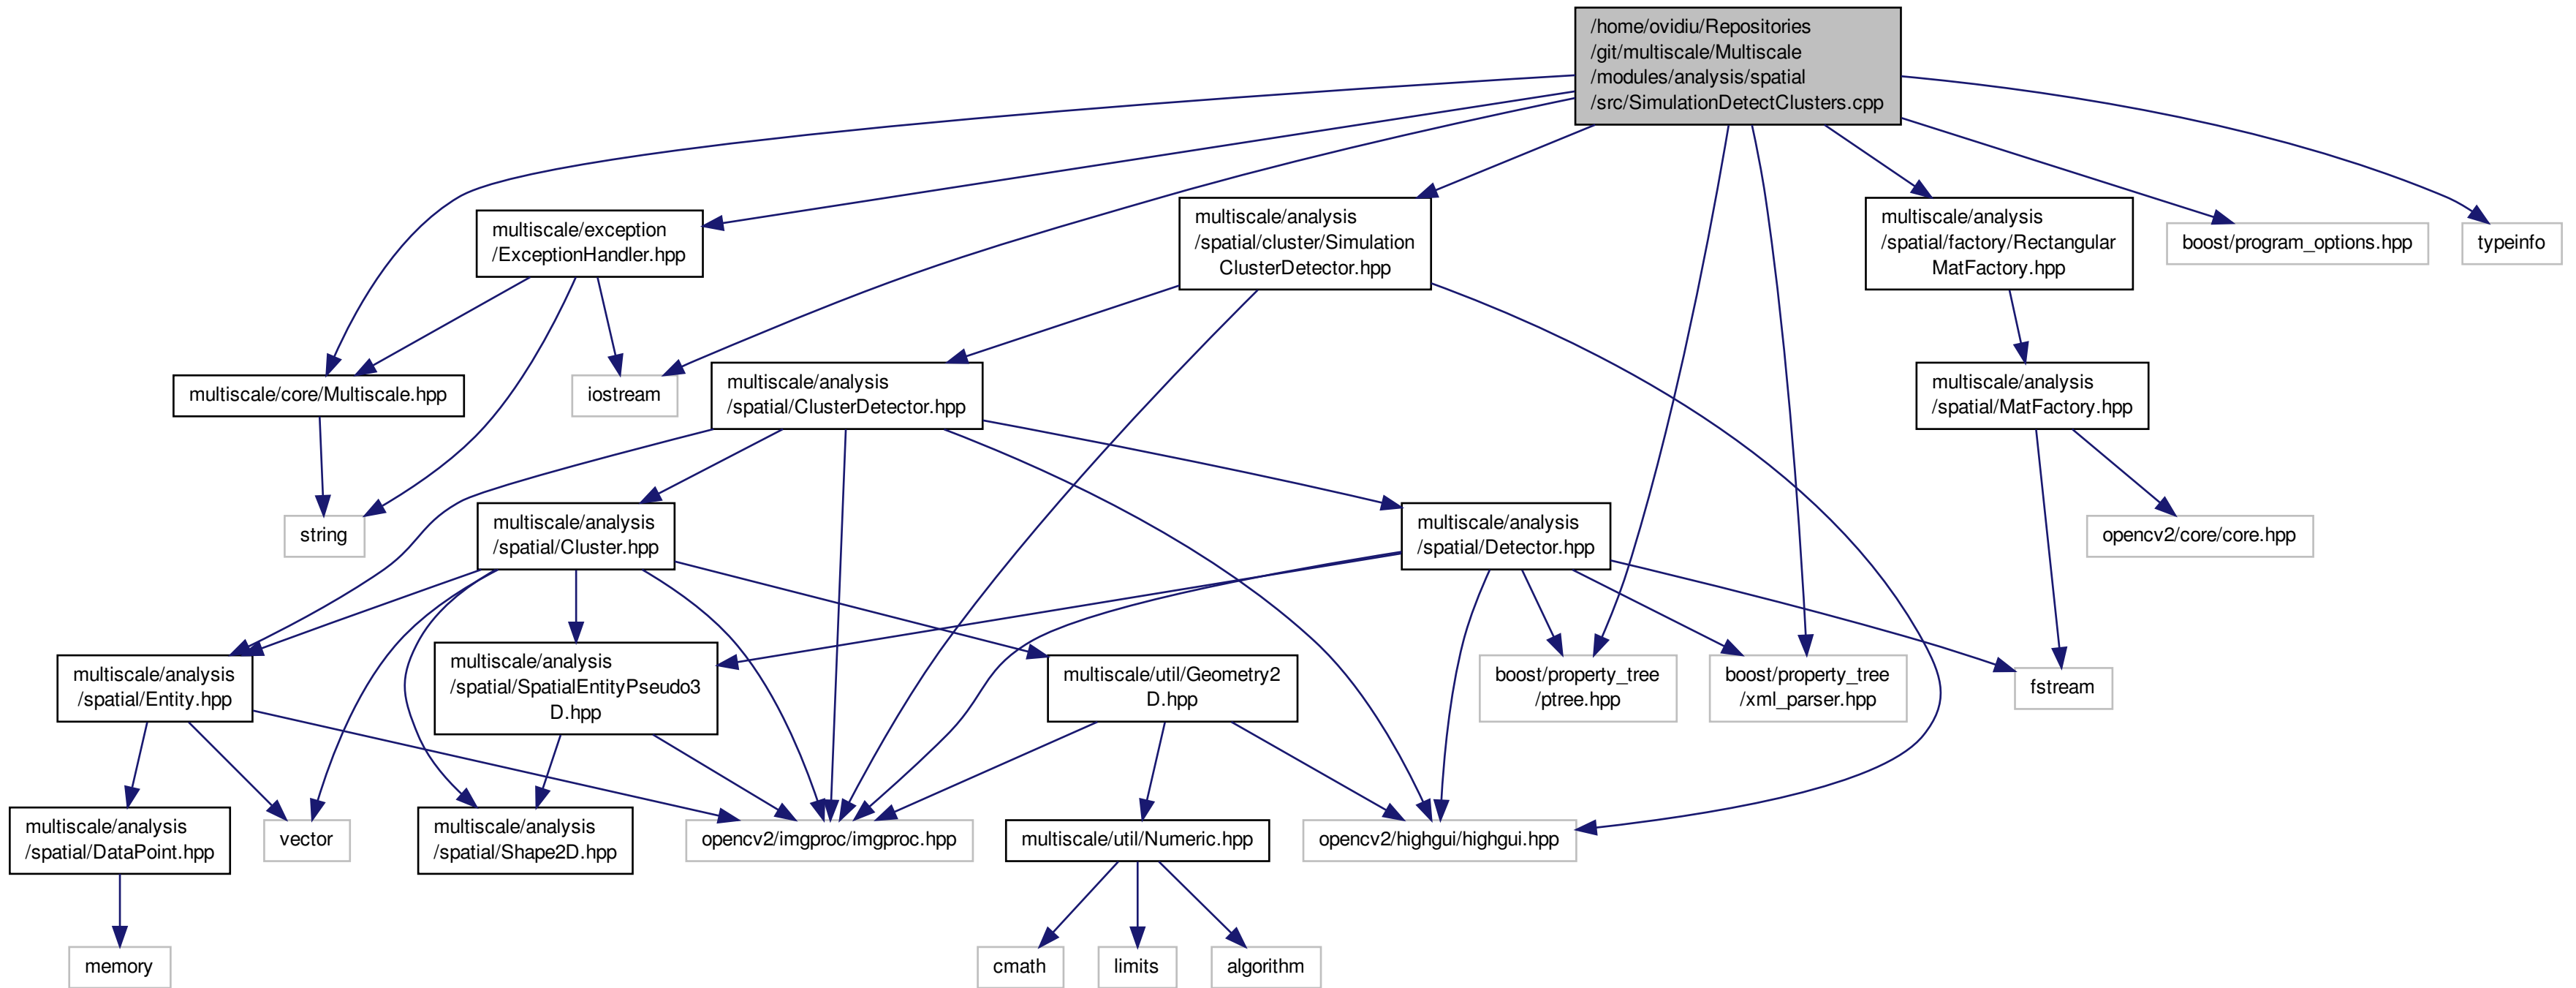 /home/ovidiu/Repositories
/git/multiscale/Multiscale
/modules/analysis/spatial
/src/SimulationDetectClusters.cpp
multiscale/exception
/ExceptionHandler.hpp
multiscale/analysis
/spatial/cluster/Simulation
ClusterDetector.hpp
multiscale/analysis
/spatial/factory/Rectangular
MatFactory.hpp
boost/program_options.hpp
typeinfo
multiscale/core/Multiscale.hpp
iostream
multiscale/analysis
/spatial/ClusterDetector.hpp
multiscale/analysis
/spatial/MatFactory.hpp
string
multiscale/analysis
/spatial/Cluster.hpp
multiscale/analysis
/spatial/Detector.hpp
opencv2/core/core.hpp
multiscale/analysis
/spatial/Entity.hpp
multiscale/analysis
/spatial/SpatialEntityPseudo3
D.hpp
multiscale/util/Geometry2
D.hpp
boost/property_tree
/ptree.hpp
boost/property_tree
/xml_parser.hpp
fstream
multiscale/analysis
/spatial/DataPoint.hpp
vector
multiscale/analysis
/spatial/Shape2D.hpp
opencv2/imgproc/imgproc.hpp
multiscale/util/Numeric.hpp
opencv2/highgui/highgui.hpp
memory
cmath
limits
algorithm